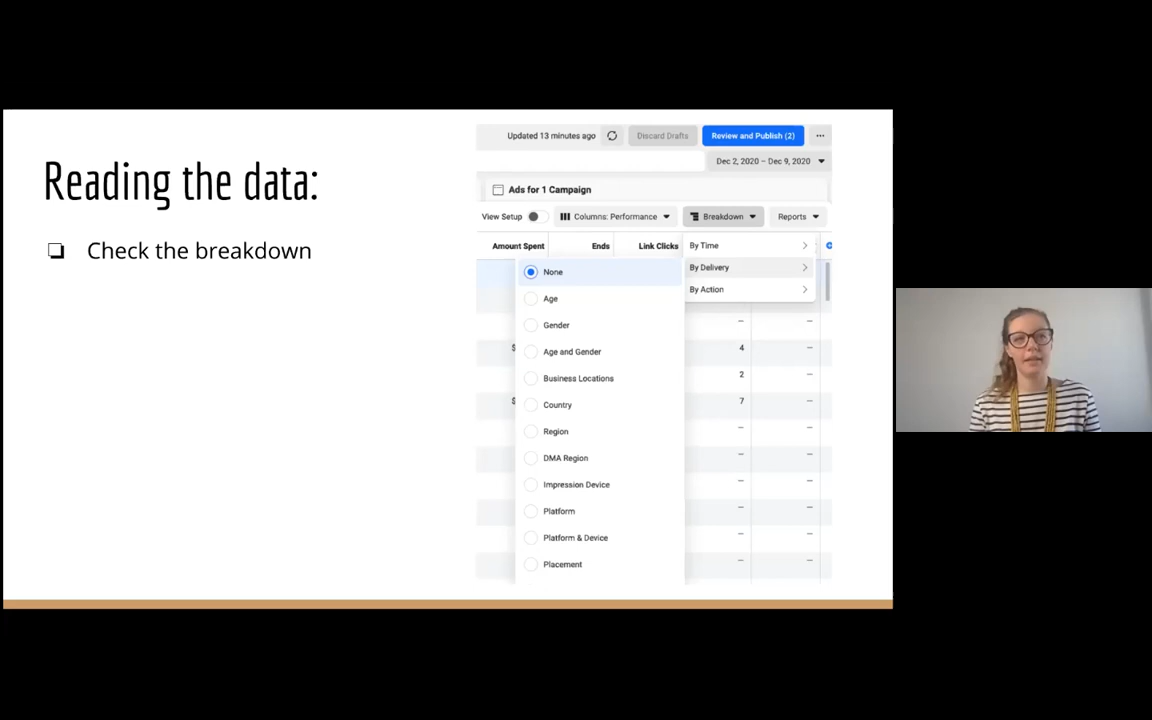 Reading the data:
❏ Check the breakdown
Updated 13 minutes ago Discard Drafts Review and Publish (2) ...
Dec 2, 2020 – Dec 9, 2020
Ads for 1 Campaign
View Setup Columns: Performance Breakdown Reports
Amount Spent Ends Link Clicks By Time
None By Delivery
By Action
Age
Gender
$ Age and Gender 4 –
Business Locations 2 –
$ Country 7 –
Region – –
DMA Region – –
Impression Device – –
Platform – –
Platform & Device – –
Placement – –